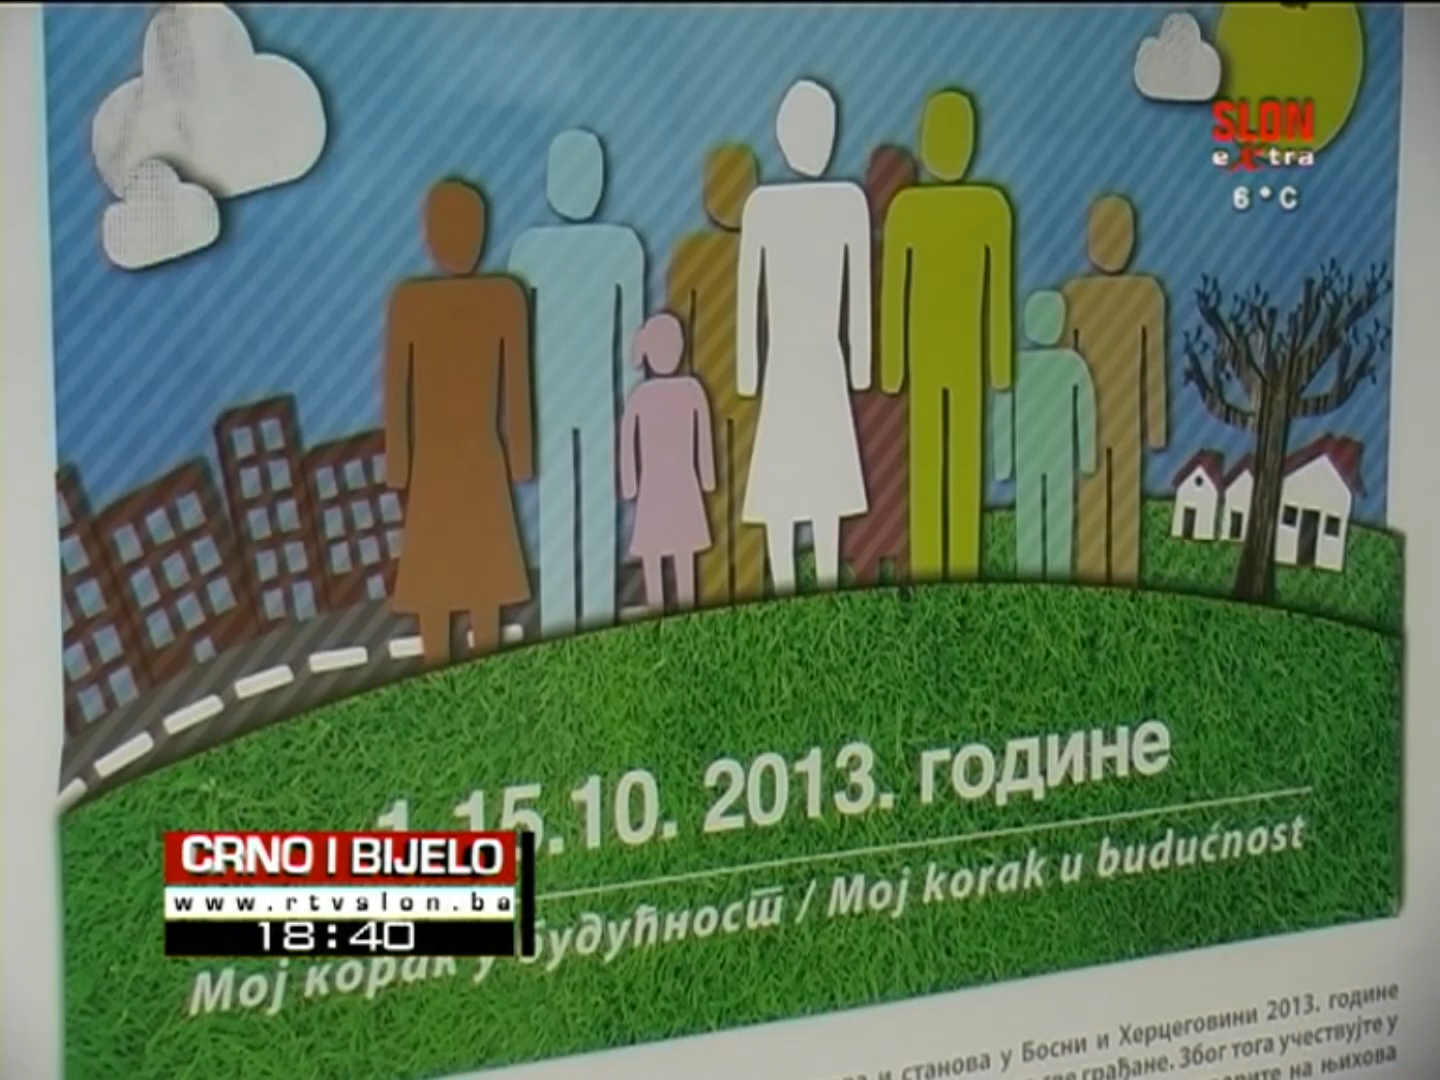 SLON
extra
6°C
1 15.10. 2013. године
CRNO I BIJELO
www.rtvslon.ba
18:40
Мој корак у будућност / Moj korak u budućnost
и станова у Босни и Херцеговини 2013. године
грађане. Због тога учествујте у
на њихова